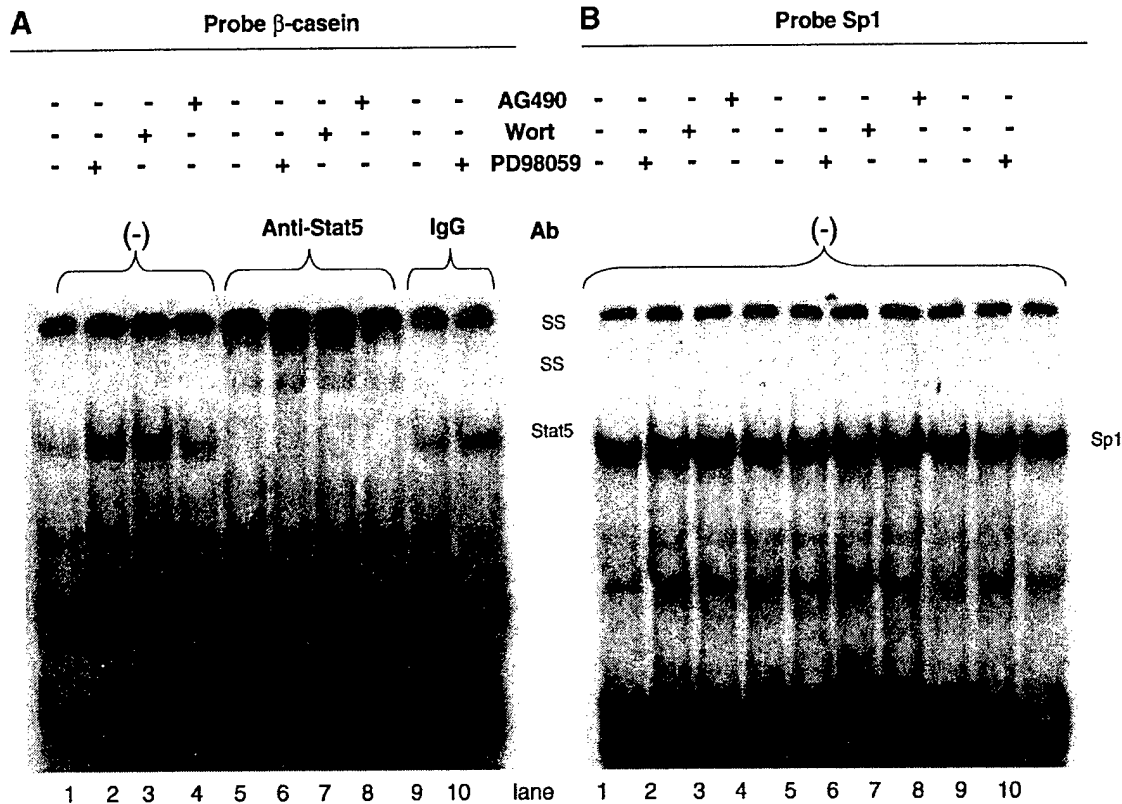 A Probe β-casein B Probe Sp1
- - - + - - - + - - AG490 - - - + - - - + - -
- - + - - - + - - - Wort - - + - - - + - - -
- + - - - + - - - + PD98059 - + - - - + - - - +
(-) Anti-Stat5 IgG Ab (-)
SS
SS
Stat5 Sp1
1 2 3 4 5 6 7 8 9 10 lane 1 2 3 4 5 6 7 8 9 10